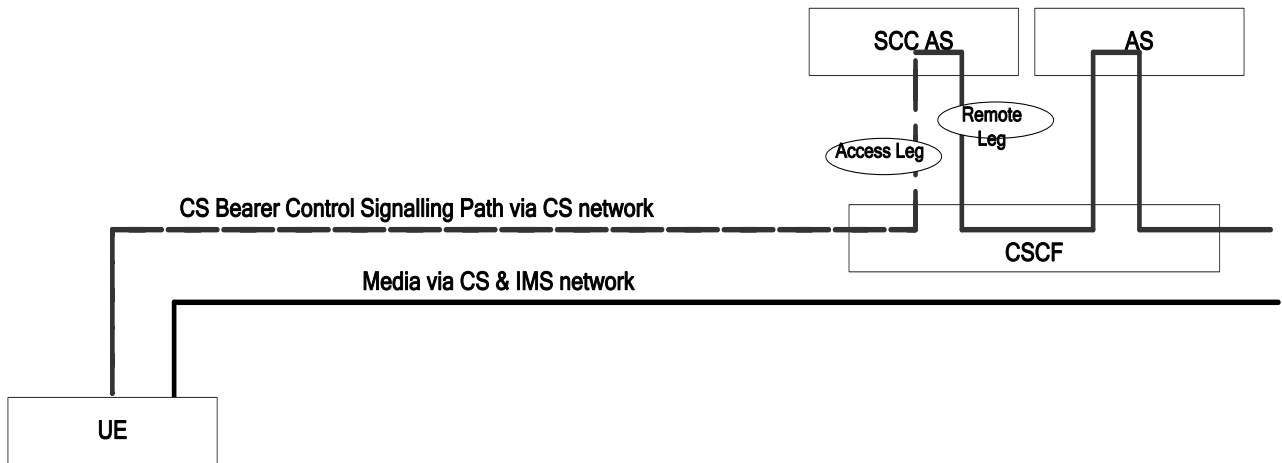 SCC AS
AS
Remote
Leg
Access Leg
CS Bearer Control Signalling Path via CS network
CSCF
Media via CS & IMS network
UE